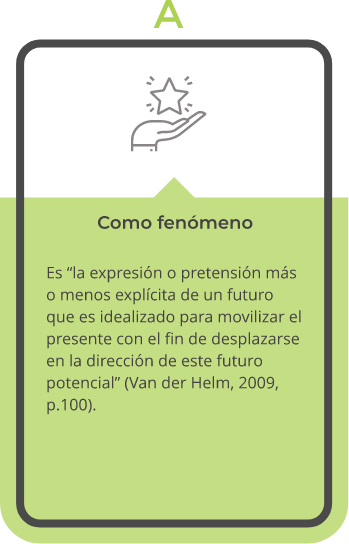 A
Como fenómeno
Es “la expresión o pretensión más
o menos explícita de un futuro
que es idealizado para movilizar el
presente con el fin de desplazarse
en la dirección de este futuro
potencial” (Van der Helm, 2009,
p.100).